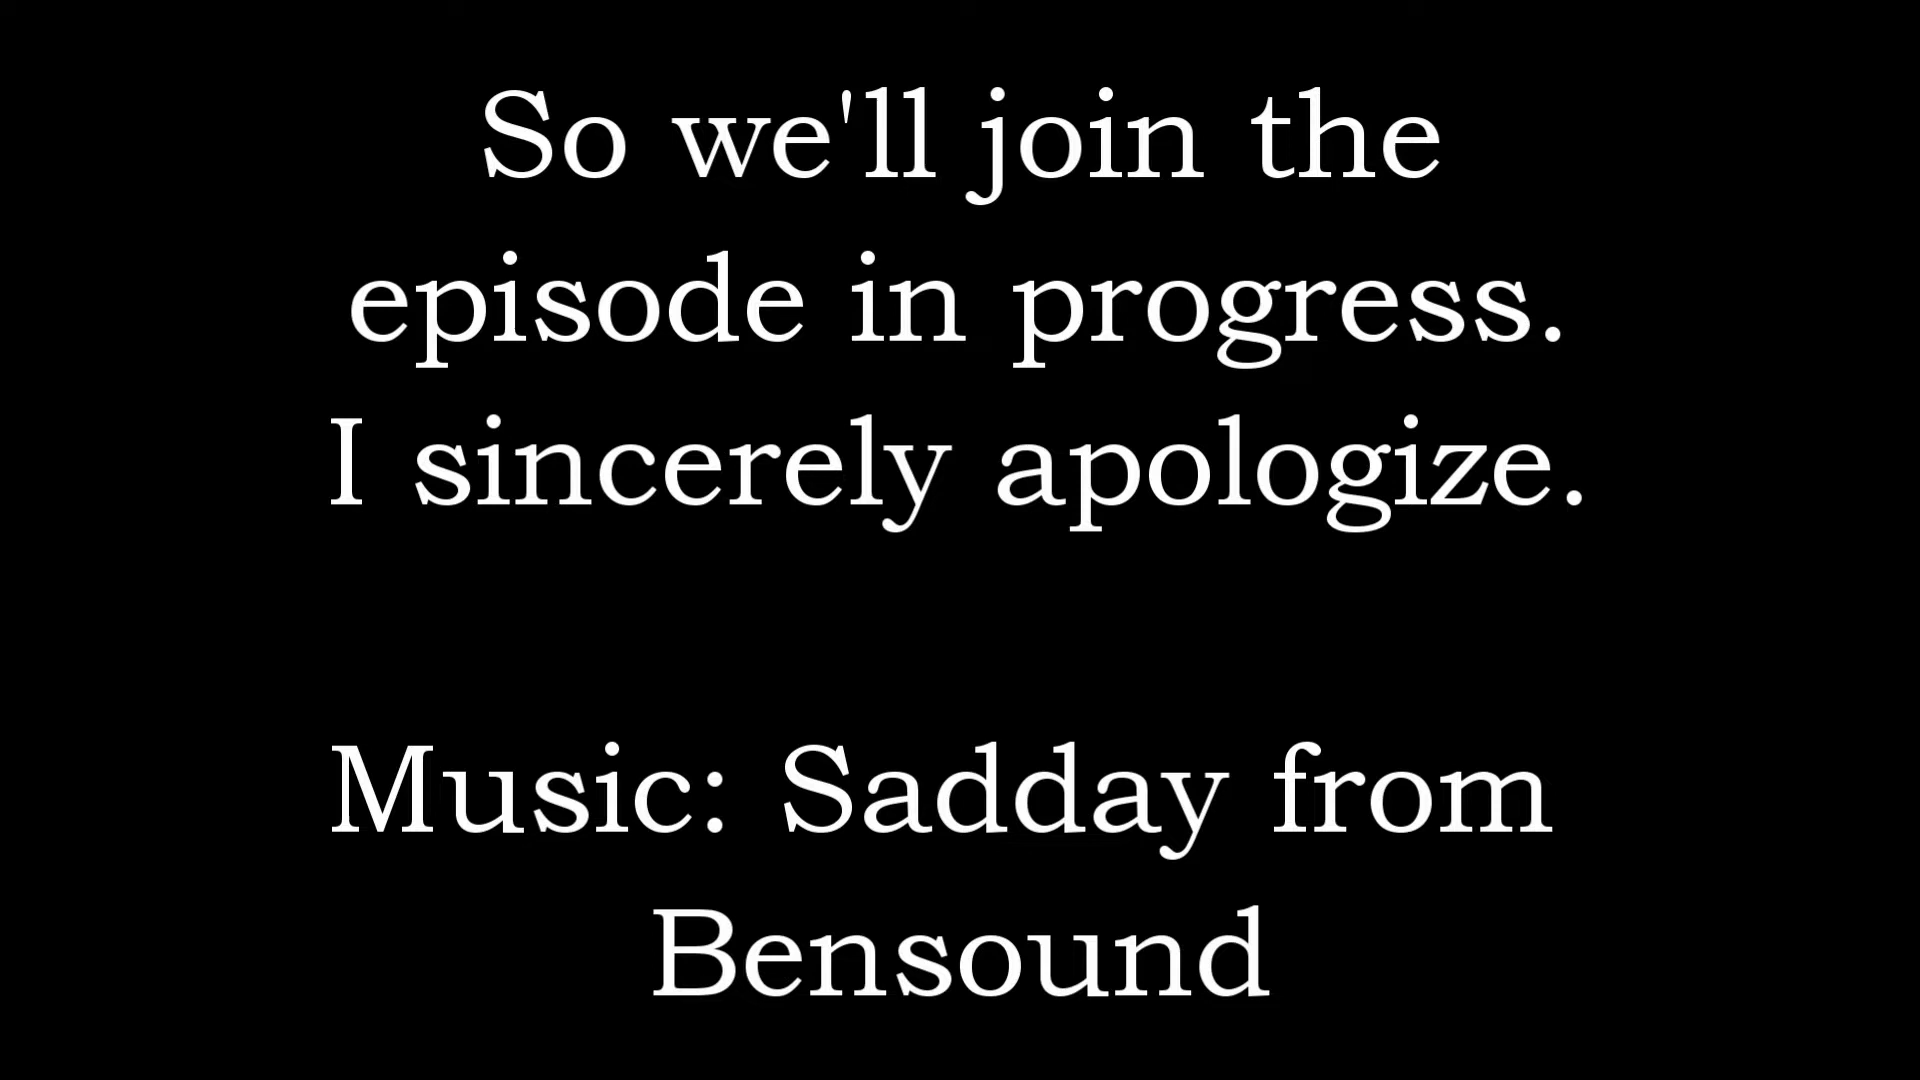 So we'll join the
episode in progress.
I sincerely apologize.
Music: Sadday from
Bensound